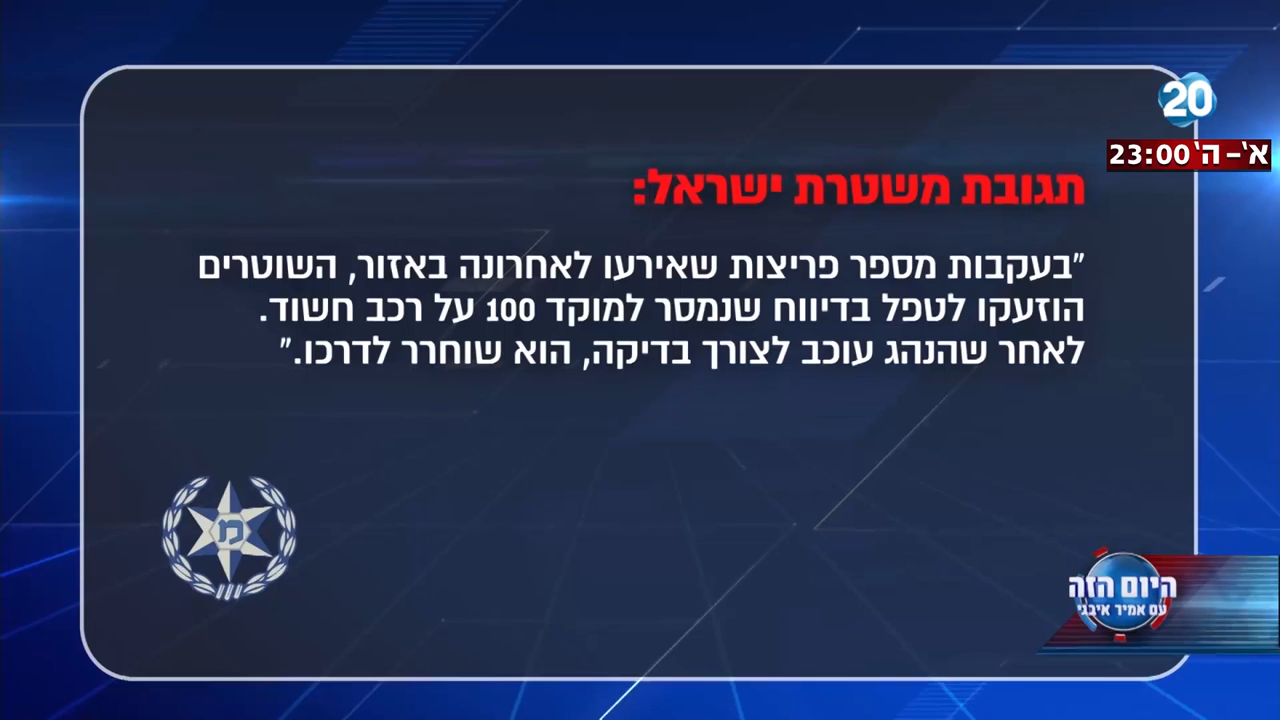 20
א'-ה' 23:00
תגובת משטרת ישראל:
"בעקבות מספר פריצות שאירעו לאחרונה באזור, השוטרים
הוזעקו לטפל בדיווח שנמסר למוקד 100 על רכב חשוד.
לאחר שהנהג עוכב לצורך בדיקה, הוא שוחרר לדרכו."
מ
היום הזה
עם אמיר איבגי